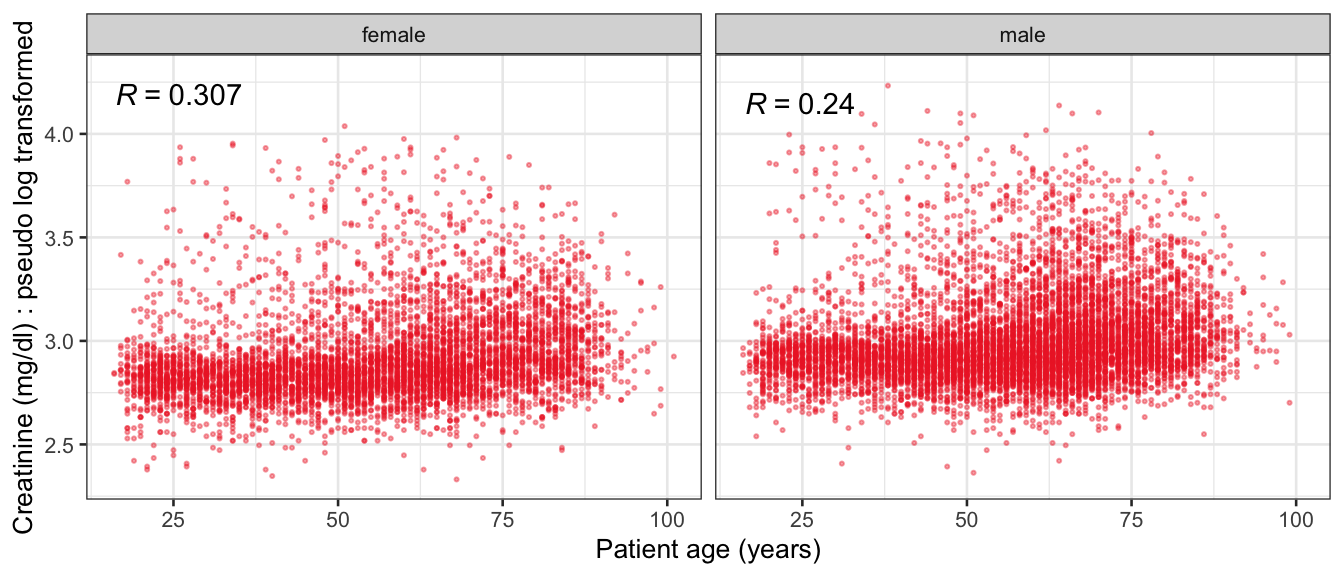 female
male
R = 0.307
R = 0.24
Creatinine (mg/dl) : pseudo log transformed
4.0
3.5
3.0
2.5
25 50 75 100
25 50 75 100
Patient age (years)